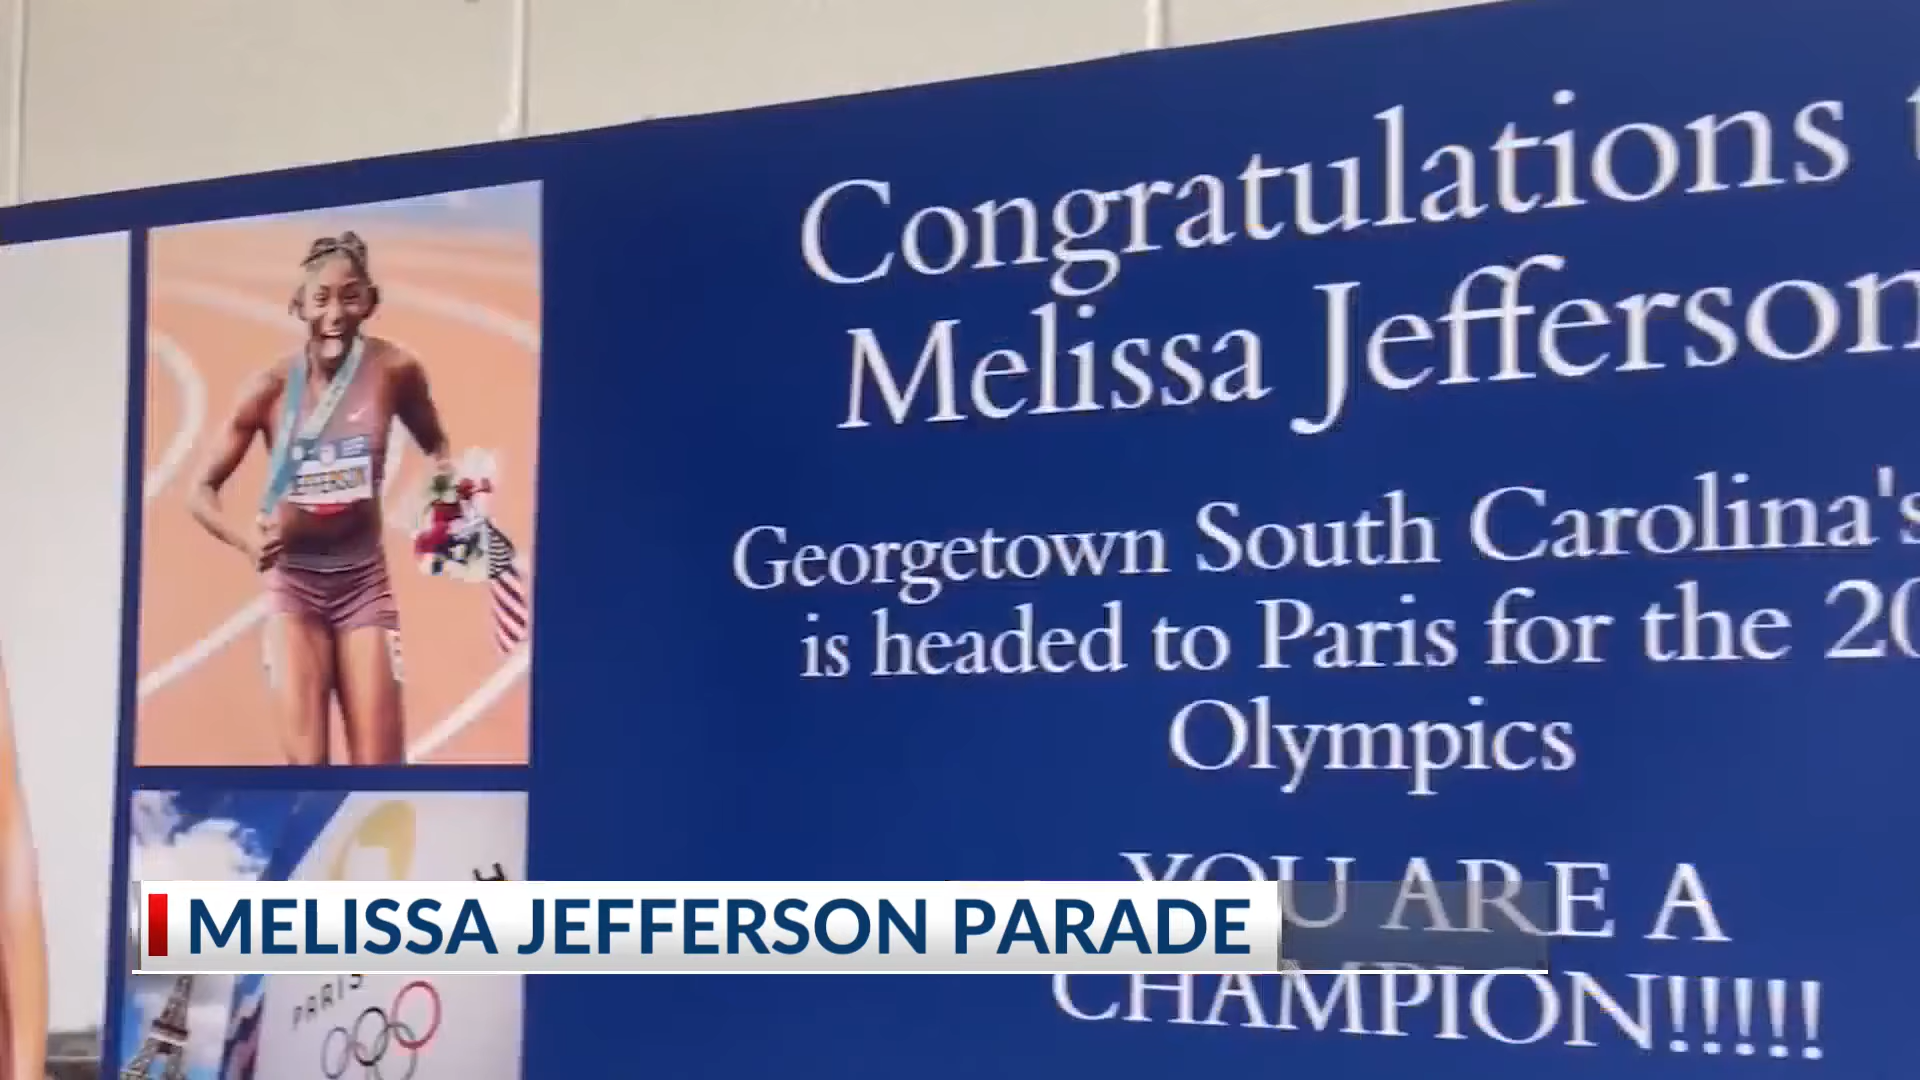 Congratulations t
Melissa Jefferson
Georgetown South Carolina's
is headed to Paris for the 20
Olympics
YOU ARE A
CHAMPION!!!!!
JEFFERSON
PARIS
MELISSA JEFFERSON PARADE